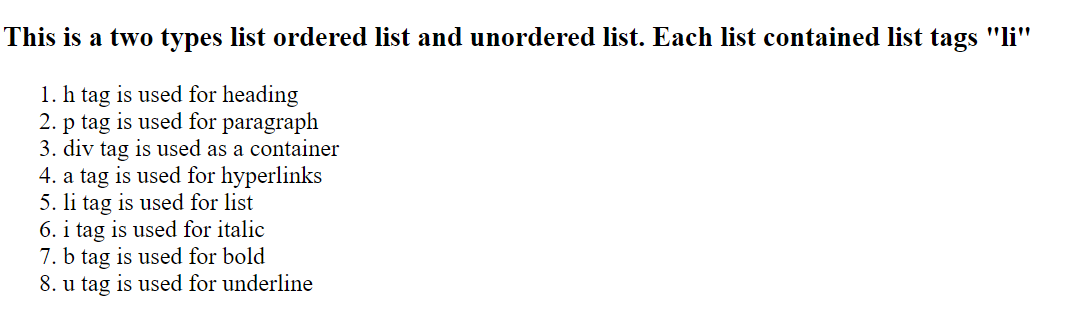 This is a two types list ordered list and unordered list. Each list contained list tags "li"
1. h tag is used for heading
2. p tag is used for paragraph
3. div tag is used as a container
4. a tag is used for hyperlinks
5. li tag is used for list
6. i tag is used for italic
7. b tag is used for bold
8. u tag is used for underline